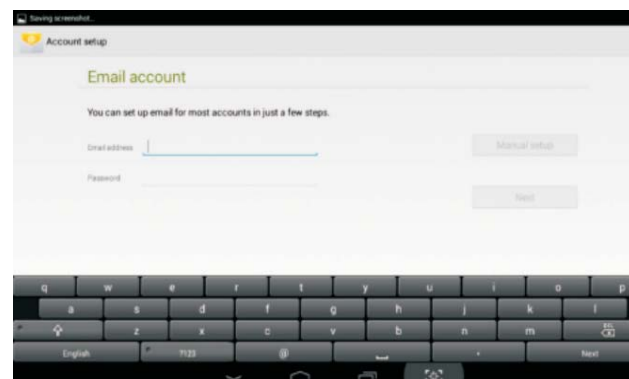 Saving screenshot...
Account setup
Email account
You can set up email for most accounts in just a few steps.
Email address
Manual setup
Password
Next
q w e r t y u i o p
a s d f g h j k l
z x c v b n m
English ?123 @ . Next